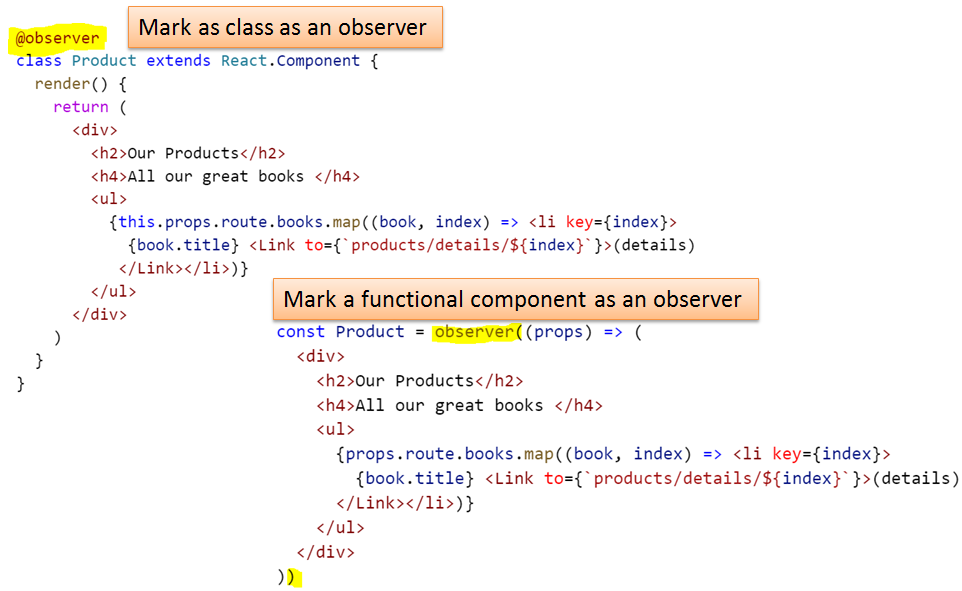 Mark as class as an observer
@observer
class Product extends React.Component {
render() {
return (
<div>
<h2>Our Products</h2>
<h4>All our great books </h4>
<ul>
{this.props.route.books.map((book, index) => <li key={index}>
{book.title} <Link to={`products/details/${index}`}>(details)
</Link></li>)}
</ul>
</div>
)
}
}
Mark a functional component as an observer
const Product = observer((props) => (
<div>
<h2>Our Products</h2>
<h4>All our great books </h4>
<ul>
{props.route.books.map((book, index) => <li key={index}>
{book.title} <Link to={`products/details/${index}`}>(details)
</Link></li>)}
</ul>
</div>
))